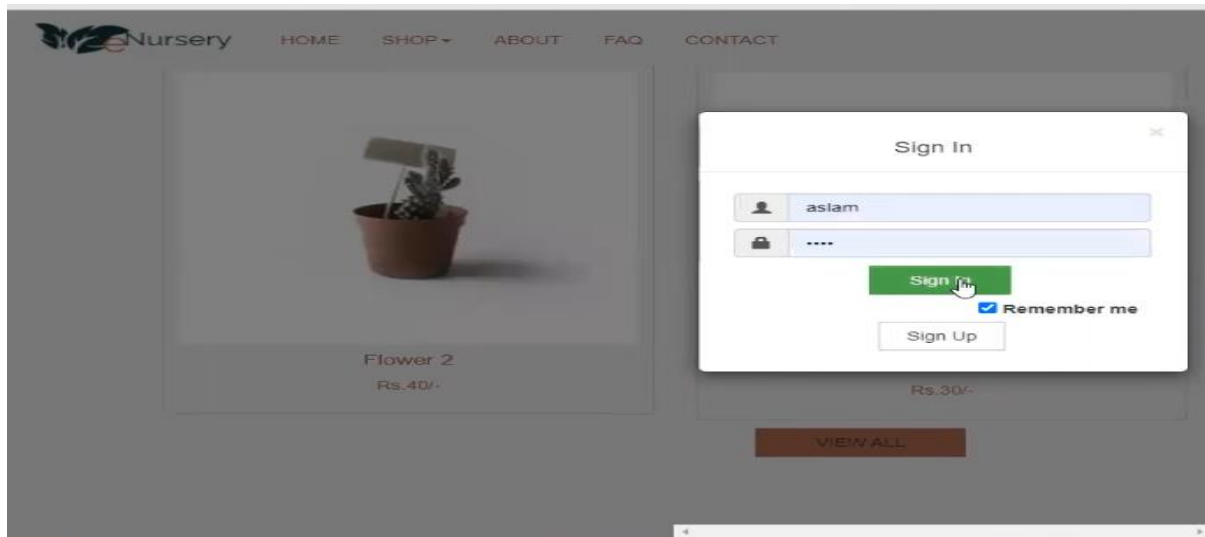 eNursery HOME SHOP ABOUT FAQ CONTACT
Sign In
aslam
Sign In
Remember me
Sign Up
Flower 2
Rs.40/-
Rs.30/-
VIEW ALL